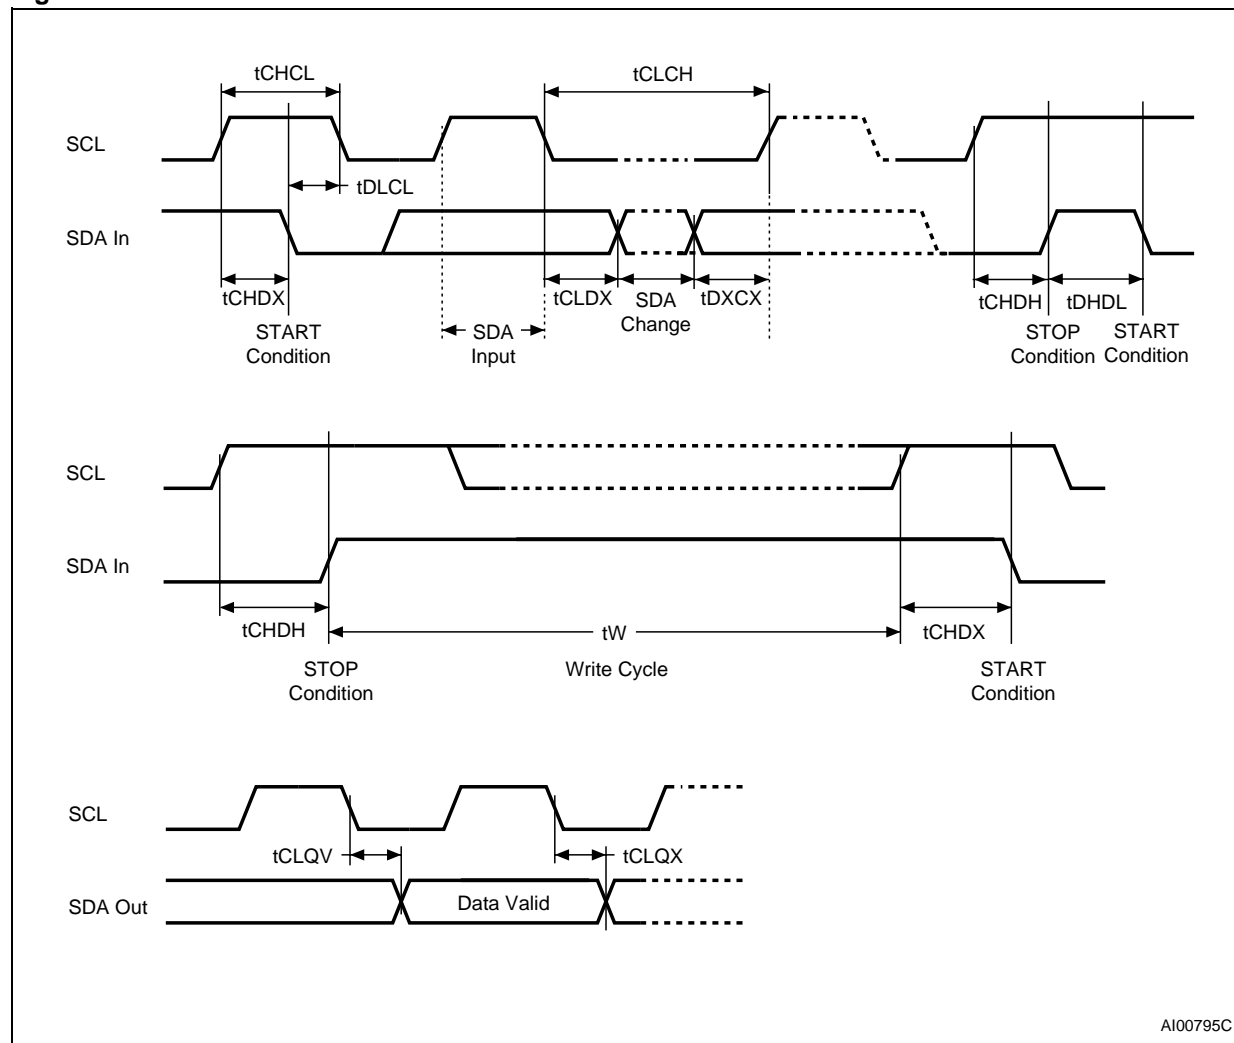 tCHCL
tCLCH
SCL
tDLCL
SDA In
tCHDX
tCLDX
SDA
Change
tDXCX
tCHDH
tDHDL
START
Condition
SDA
Input
STOP
Condition
START
Condition
SCL
SDA In
tCHDH
tW
tCHDX
STOP
Condition
Write Cycle
START
Condition
SCL
tCLQV
tCLQX
SDA Out
Data Valid
AI00795C